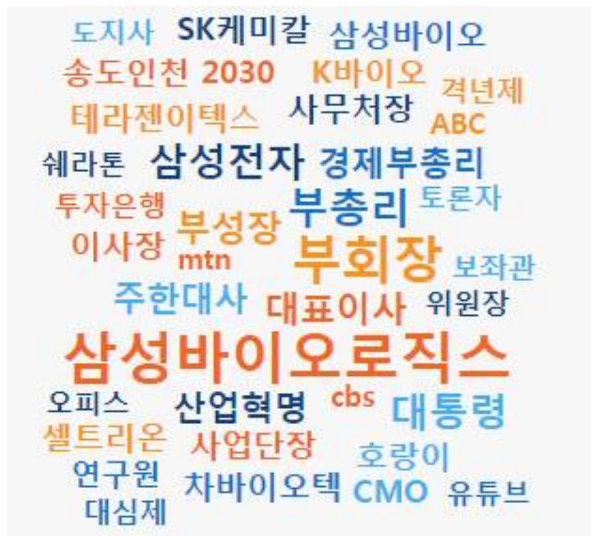 도지사 SK케미칼 삼성바이오
송도인천 2030 K바이오 격년제
테라젠이텍스 사무처장 ABC
쉐라톤 삼성전자 경제부총리
투자은행 부성장 부총리 토론자
이사장 mtn 부회장 보좌관
주한대사 대표이사 위원장
삼성바이오로직스
오피스 산업혁명 cbs 대통령
셀트리온 사업단장 호랑이
연구원 차바이오텍 CMO 유튜브
대심제